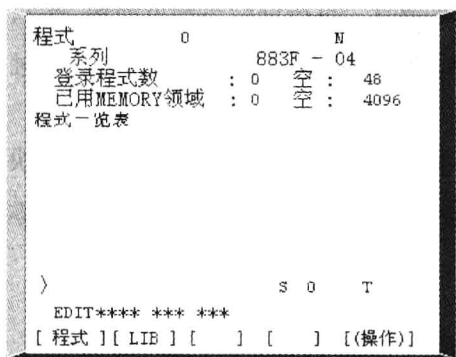 程式 0 N
系列 883F - 04
登录程式数 : 0 空 : 48
已用MEMORY领域 : 0 空 : 4096
程式一览表
〉 S 0 T
EDIT**** *** ***
[ 程式 ][ LIB ] [ ] [ ] [(操作)]